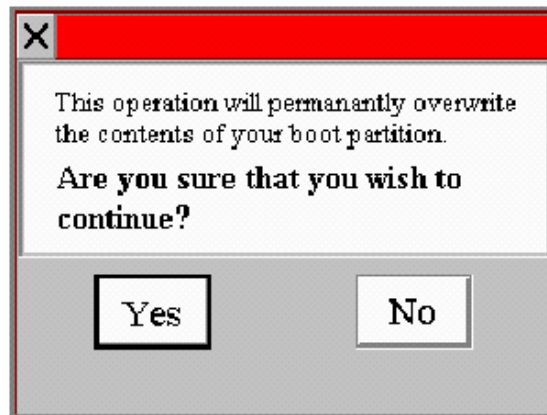 This operation will permanantly overwrite
the contents of your boot partition.
Are you sure that you wish to
continue?
Yes No